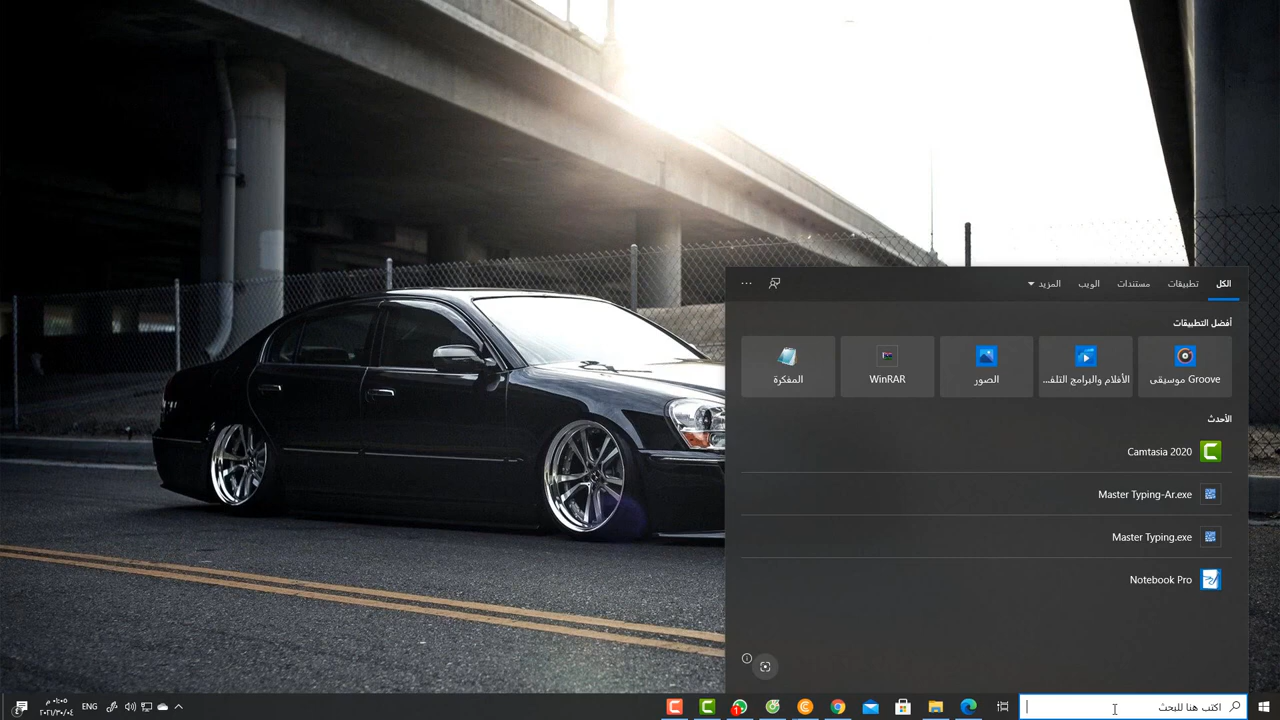 الكل
تطبيقات
مستندات
الويب
المزيد
أفضل التطبيقات
Groove موسيقى
الأفلام والبرامج التلفـ...
الصور
WinRAR
المفكرة
الأحدث
Camtasia 2020
Master Typing-Ar.exe
Master Typing.exe
Notebook Pro
اكتب هنا للبحث
ENG